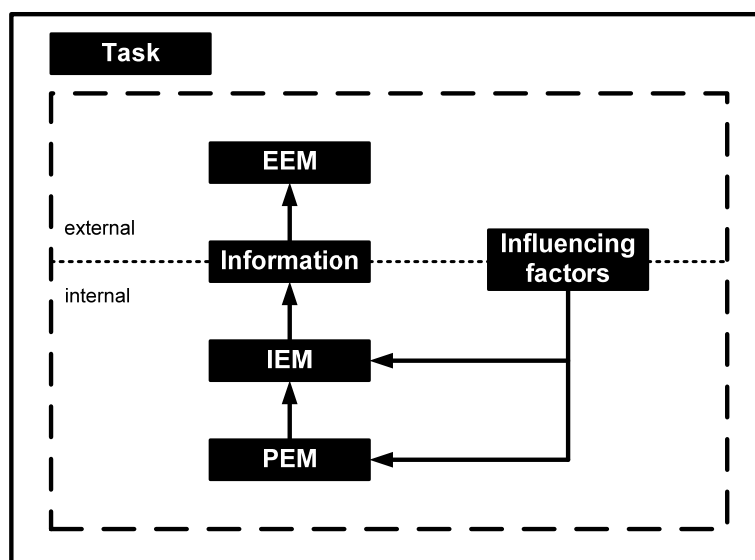 Task
EEM
external
Information
Influencing
factors
internal
IEM
PEM